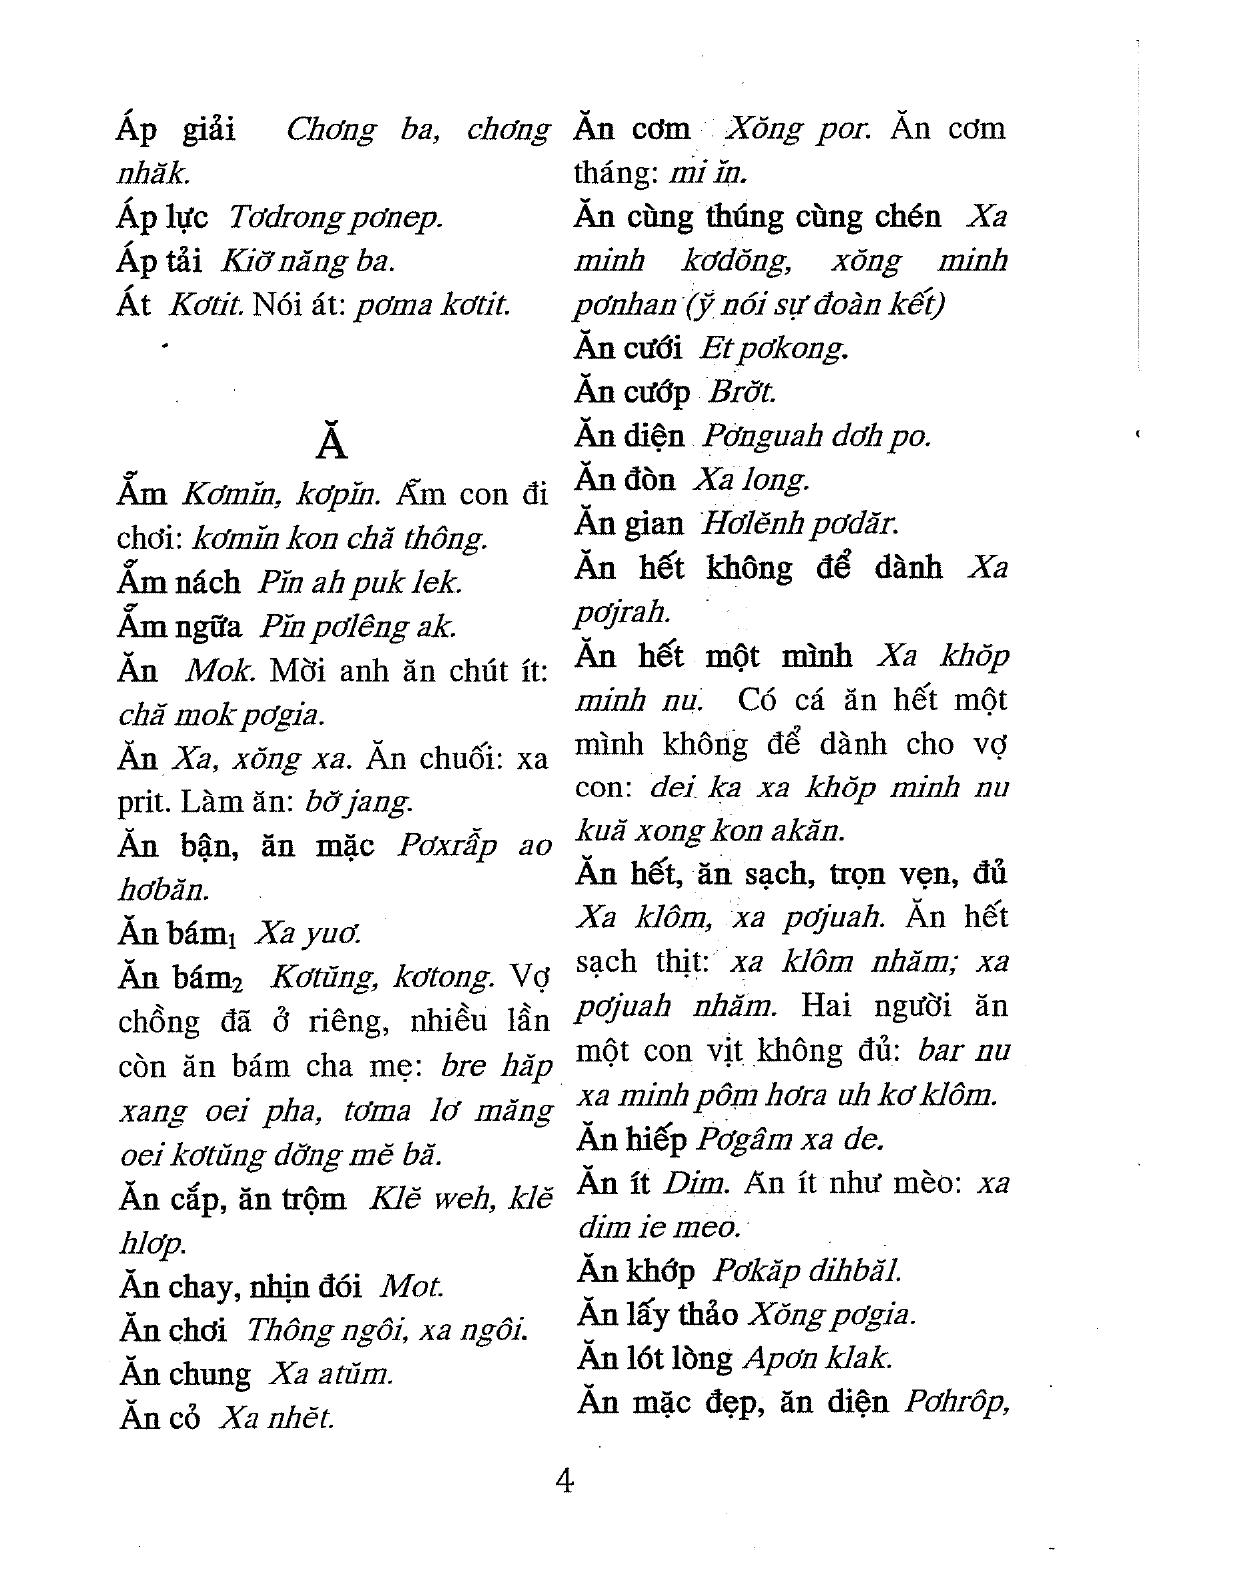 Áp giải Chơng ba, chơng
nhăk.
Áp lực Tơdrong pơnep.
Áp tải Kiơ̆ năng ba.
Át Kơtit. Nói át: pơma kơtit.
Ă
Ẵm Kơmĭn, kơpĭn. Ẵm con đi
chơi: kơmĭn kon chă thông.
Ẵm nách Pĭn ah puk lek.
Ẵm ngữa Pĭn pơlêng ak.
Ăn Mok. Mời anh ăn chút ít:
chă mok pơgia.
Ăn Xa, xŏng xa. Ăn chuối: xa
prit. Làm ăn: bơ̆ jang.
Ăn bận, ăn mặc Pơxrắp ao
hơbăn.
Ăn bám₁ Xa yuơ.
Ăn bám₂ Kơtŭng, kơtong. Vợ
chồng đã ở riêng, nhiều lần
còn ăn bám cha mẹ: bre hăp
xang oei pha, tơma lơ măng
oei kơtŭng dơ̆ng mĕ bă.
Ăn cắp, ăn trộm Klĕ weh, klĕ
hlơp.
Ăn chay, nhịn đói Mot.
Ăn chơi Thông ngôi, xa ngôi.
Ăn chung Xa atŭm.
Ăn cỏ Xa nhĕt.
Ăn cơm Xŏng por. Ăn cơm
tháng: mi ĭn.
Ăn cùng thúng cùng chén Xa
minh kơdŏng, xŏng minh
pơnhan (ý nói sự đoàn kết)
Ăn cưới Et pơkong.
Ăn cướp Brơ̆t.
Ăn diện Pơnguah dơh po.
Ăn đòn Xa long.
Ăn gian Hơlĕnh pơdăr.
Ăn hết không để dành Xa
pơjrah.
Ăn hết một mình Xa khŏp
minh nu. Có cá ăn hết một
mình không để dành cho vợ
con: dei ka xa khŏp minh nu
kuă xong kon akăn.
Ăn hết, ăn sạch, trọn vẹn, đủ
Xa klôm, xa pơjuah. Ăn hết
sạch thịt: xa klôm nhăm; xa
pơjuah nhăm. Hai người ăn
một con vịt không đủ: bar nu
xa minh pôm hơra uh kơ klôm.
Ăn hiếp Pơgâm xa de.
Ăn ít Dim. Ăn ít như mèo: xa
dim ie meo.
Ăn khớp Pơkăp dihbăl.
Ăn lấy thảo Xŏng pơgia.
Ăn lót lòng Apơn klak.
Ăn mặc đẹp, ăn diện Pơhrôp,
4